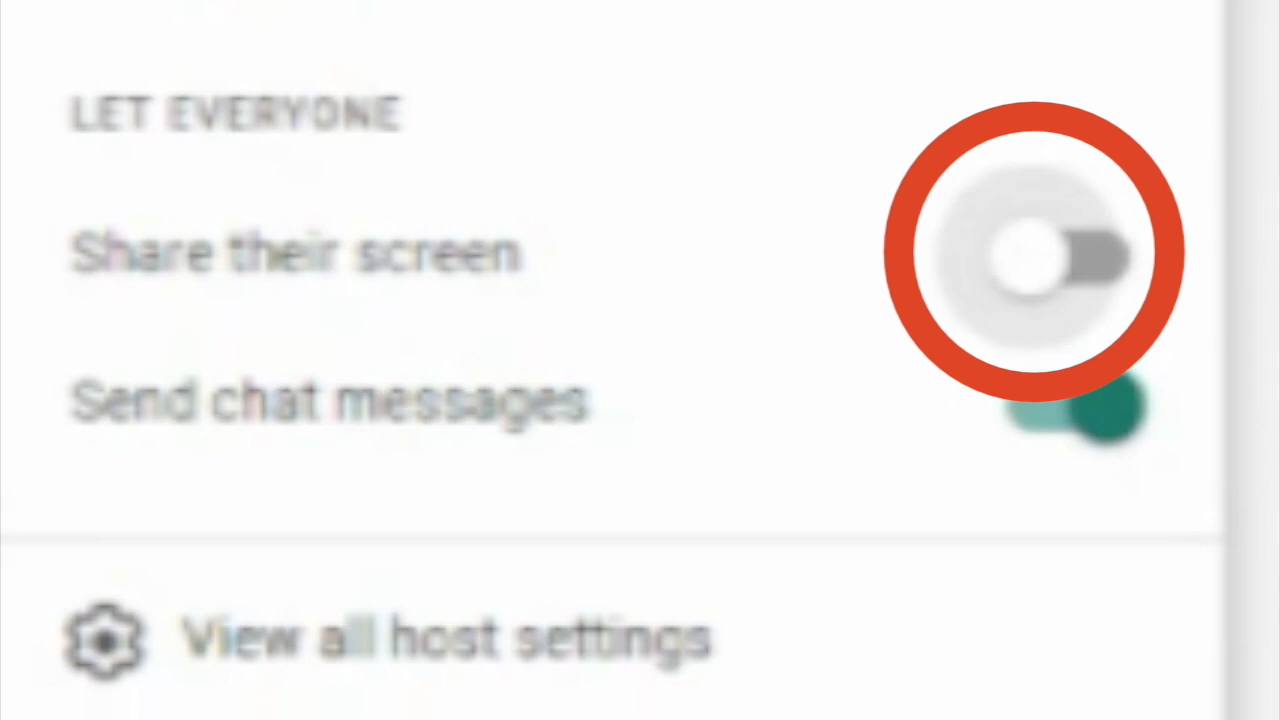 LET EVERYONE
Share their screen
Send chat messages
View all host settings